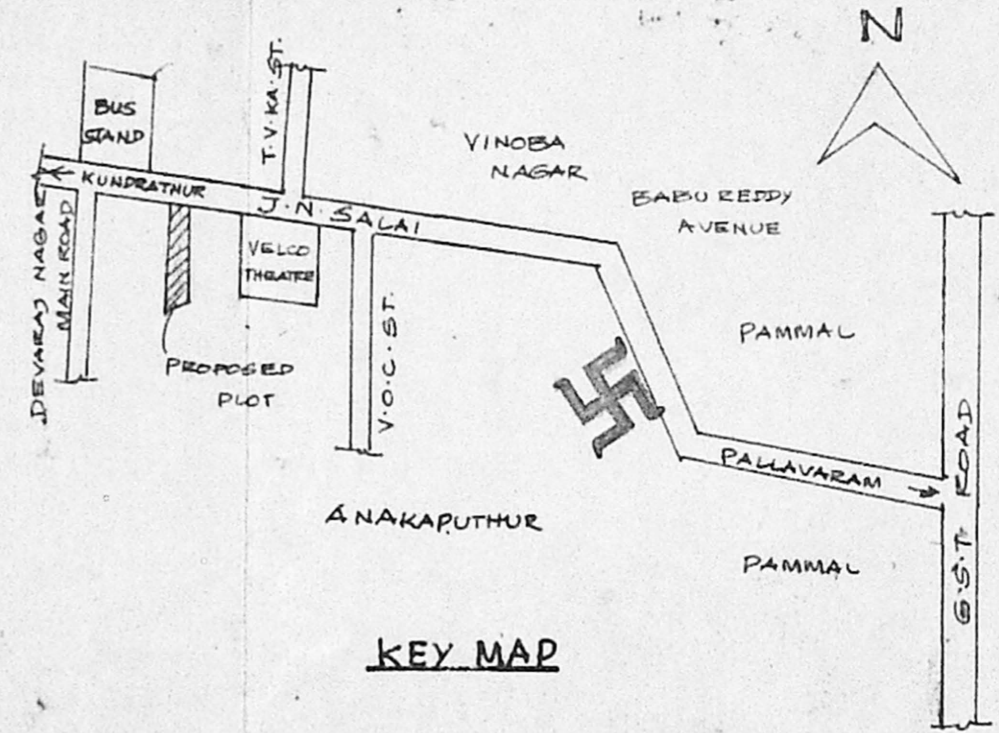 N
BUS
STAND
T.V.KA.ST.
VINOBA
NAGAR
BABU REDDY
AVENUE
KUNDRATHUR
J.N. SALAI
VELCO
THEATRE
DEVARAJ NAGAR
MAIN ROAD
PROPOSED
PLOT
V.O.C.ST.
PAMMAL
PALLAVARAM
G.S.T. ROAD
ANAKAPUTHUR
PAMMAL
KEY MAP